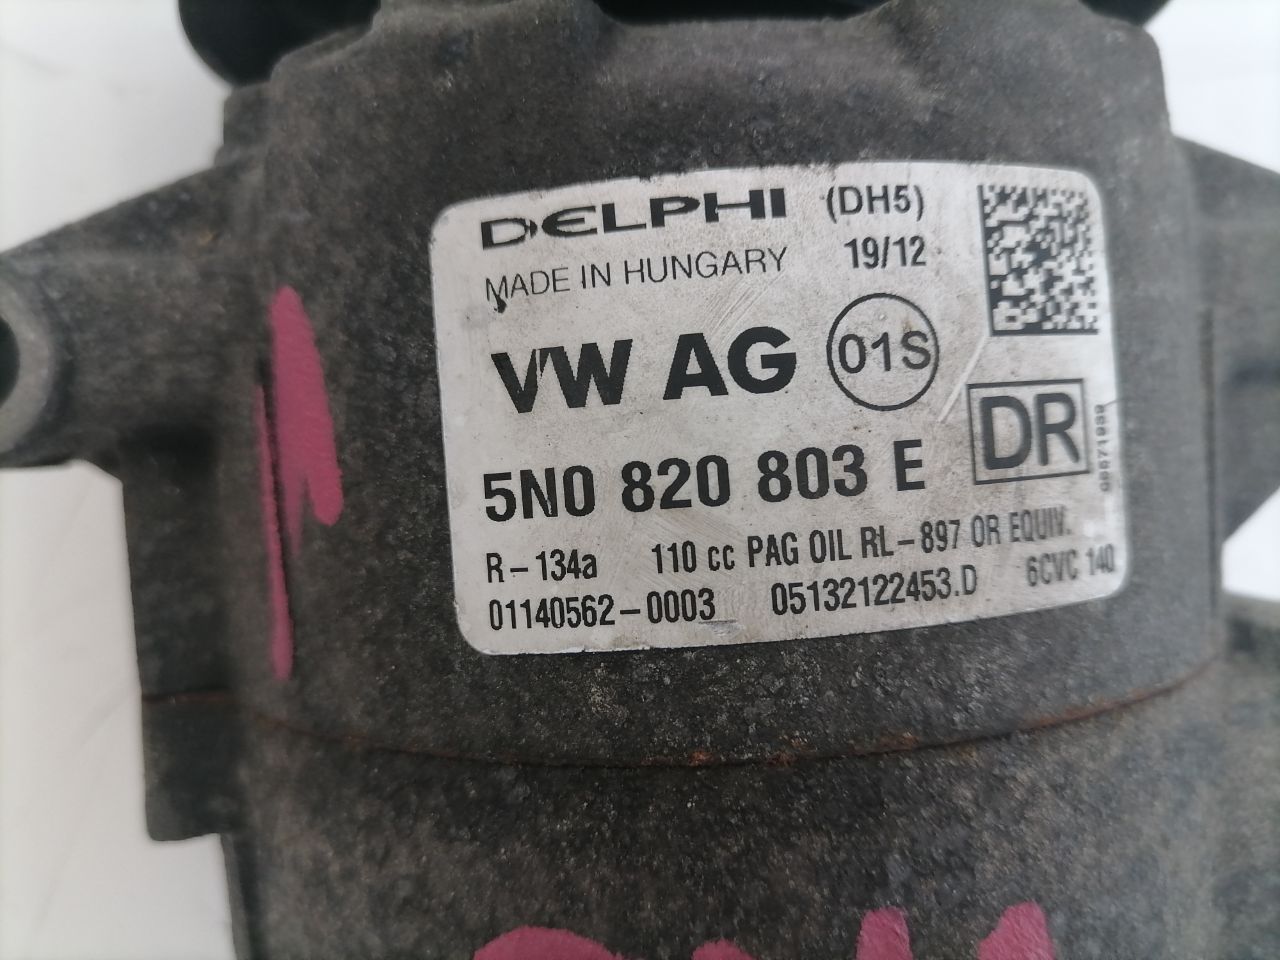 DELPHI (DH5)
MADE IN HUNGARY 19/12
VW AG 01S
DR
5N0 820 803 E
R-134a 110 cc PAG OIL RL-897 OR EQUIV.
01140562-0003 05132122453.D 6CVC 140